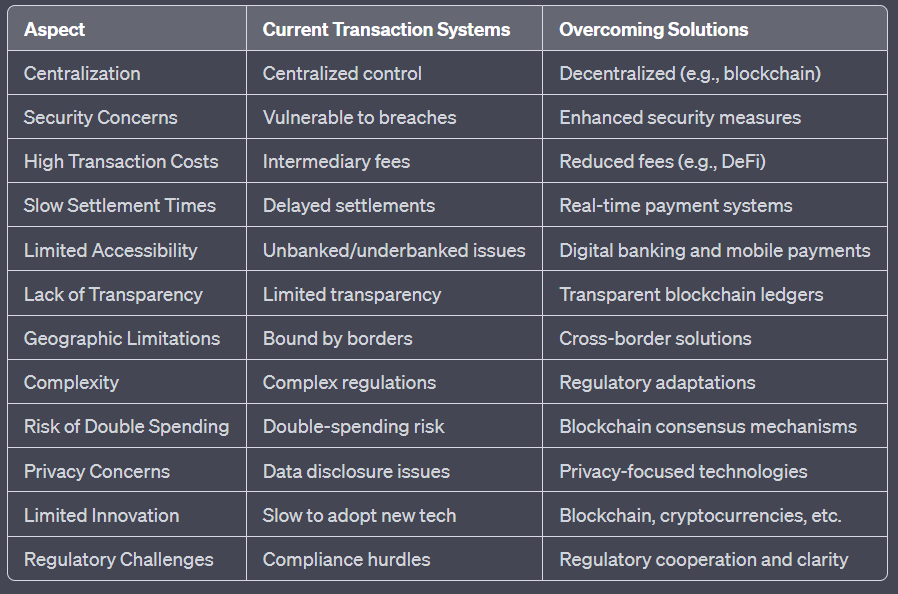 Aspect Current Transaction Systems Overcoming Solutions
Centralization Centralized control Decentralized (e.g., blockchain)
Security Concerns Vulnerable to breaches Enhanced security measures
High Transaction Costs Intermediary fees Reduced fees (e.g., DeFi)
Slow Settlement Times Delayed settlements Real-time payment systems
Limited Accessibility Unbanked/underbanked issues Digital banking and mobile payments
Lack of Transparency Limited transparency Transparent blockchain ledgers
Geographic Limitations Bound by borders Cross-border solutions
Complexity Complex regulations Regulatory adaptations
Risk of Double Spending Double-spending risk Blockchain consensus mechanisms
Privacy Concerns Data disclosure issues Privacy-focused technologies
Limited Innovation Slow to adopt new tech Blockchain, cryptocurrencies, etc.
Regulatory Challenges Compliance hurdles Regulatory cooperation and clarity